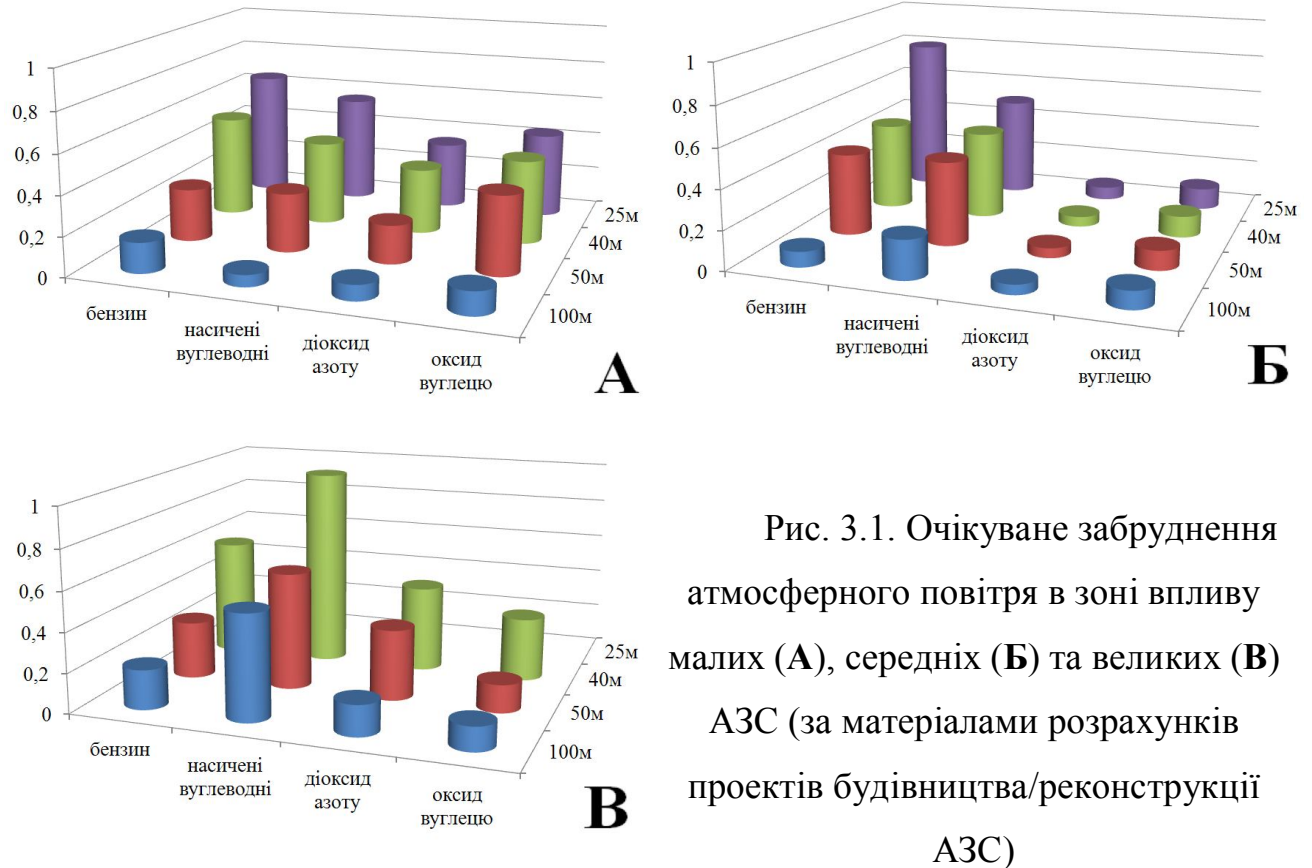 1
0,8
0,6
0,4
0,2
0
бензин
насичені
вуглеводні
діоксид
азоту
оксид
вуглецю
25м
40м
50м
100м
А
1
0,8
0,6
0,4
0,2
0
бензин
насичені
вуглеводні
діоксид
азоту
оксид
вуглецю
25м
40м
50м
100м
Б
1
0,8
0,6
0,4
0,2
0
бензин
насичені
вуглеводні
діоксид
азоту
оксид
вуглецю
25м
40м
50м
100м
В
Рис. 3.1. Очікуване забруднення
атмосферного повітря в зоні впливу
малих (А), середніх (Б) та великих (В)
АЗС (за матеріалами розрахунків
проектів будівництва/реконструкції
АЗС)